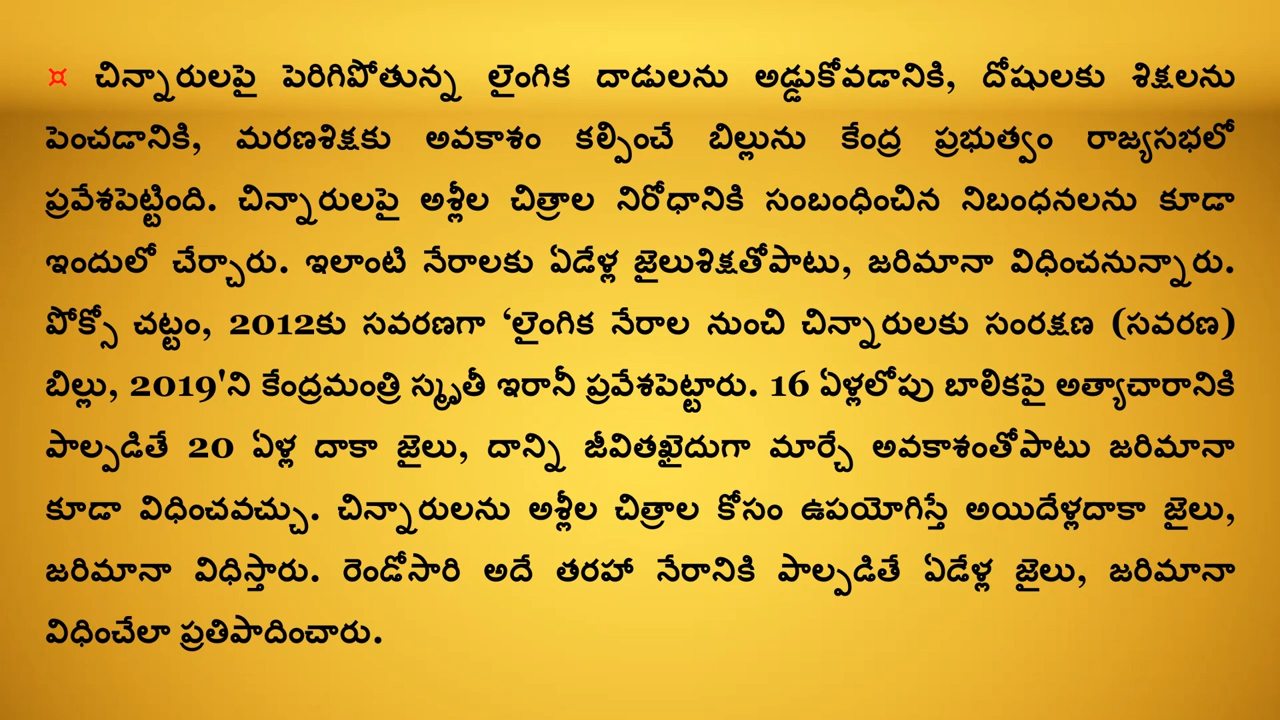 ¤ చిన్నారులపై పెరిగిపోతున్న లైంగిక దాడులను అడ్డుకోవడానికి, దోషులకు శిక్షలను
పెంచడానికి, మరణశిక్షకు అవకాశం కల్పించే బిల్లును కేంద్ర ప్రభుత్వం రాజ్యసభలో
ప్రవేశపెట్టింది. చిన్నారులపై అశ్లీల చిత్రాల నిరోధానికి సంబంధించిన నిబంధనలను కూడా
ఇందులో చేర్చారు. ఇలాంటి నేరాలకు ఏడేళ్ల జైలుశిక్షతోపాటు, జరిమానా విధించనున్నారు.
పోక్సో చట్టం, 2012కు సవరణగా ‘లైంగిక నేరాల నుంచి చిన్నారులకు సంరక్షణ (సవరణ)
బిల్లు, 2019'ని కేంద్రమంత్రి స్మృతీ ఇరానీ ప్రవేశపెట్టారు. 16 ఏళ్లలోపు బాలికపై అత్యాచారానికి
పాల్పడితే 20 ఏళ్ల దాకా జైలు, దాన్ని జీవితఖైదుగా మార్చే అవకాశంతోపాటు జరిమానా
కూడా విధించవచ్చు. చిన్నారులను అశ్లీల చిత్రాల కోసం ఉపయోగిస్తే అయిదేళ్లదాకా జైలు,
జరిమానా విధిస్తారు. రెండోసారి అదే తరహా నేరానికి పాల్పడితే ఏడేళ్ల జైలు, జరిమానా
విధించేలా ప్రతిపాదించారు.